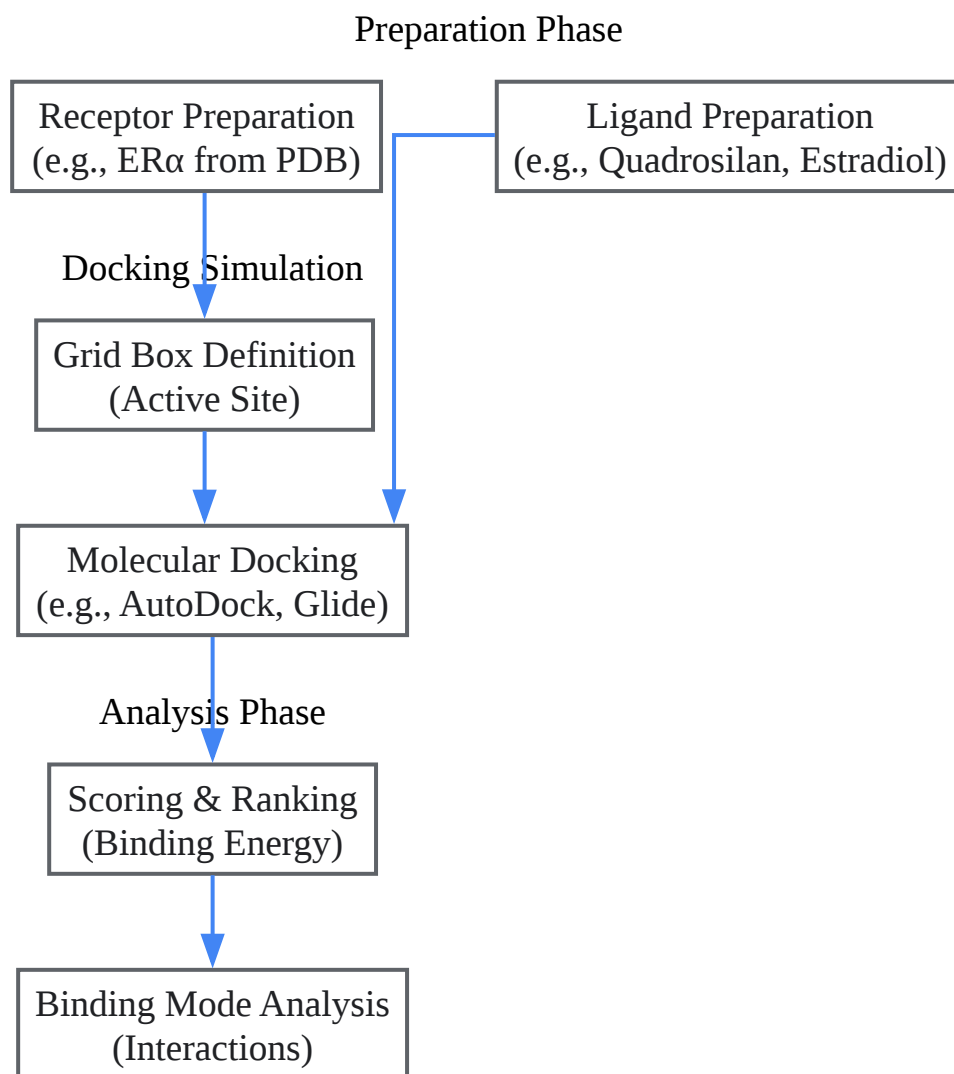 Preparation Phase
Receptor Preparation
(e.g., ERα from PDB)
Ligand Preparation
(e.g., Quadrosilan, Estradiol)
Docking Simulation
Grid Box Definition
(Active Site)
Molecular Docking
(e.g., AutoDock, Glide)
Analysis Phase
Scoring & Ranking
(Binding Energy)
Binding Mode Analysis
(Interactions)